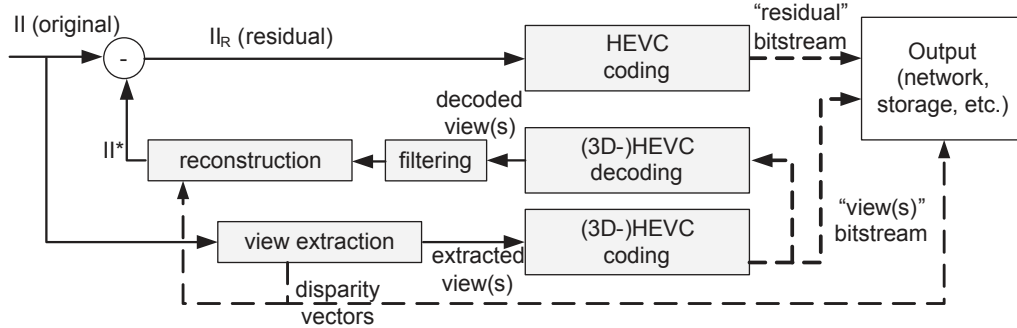 II (original)
-
II_R (residual)
HEVC
coding
"residual"
bitstream
Output
(network,
storage, etc.)
decoded
view(s)
II*
reconstruction
filtering
(3D-)HEVC
decoding
"view(s)"
bitstream
view extraction
extracted
view(s)
(3D-)HEVC
coding
disparity
vectors